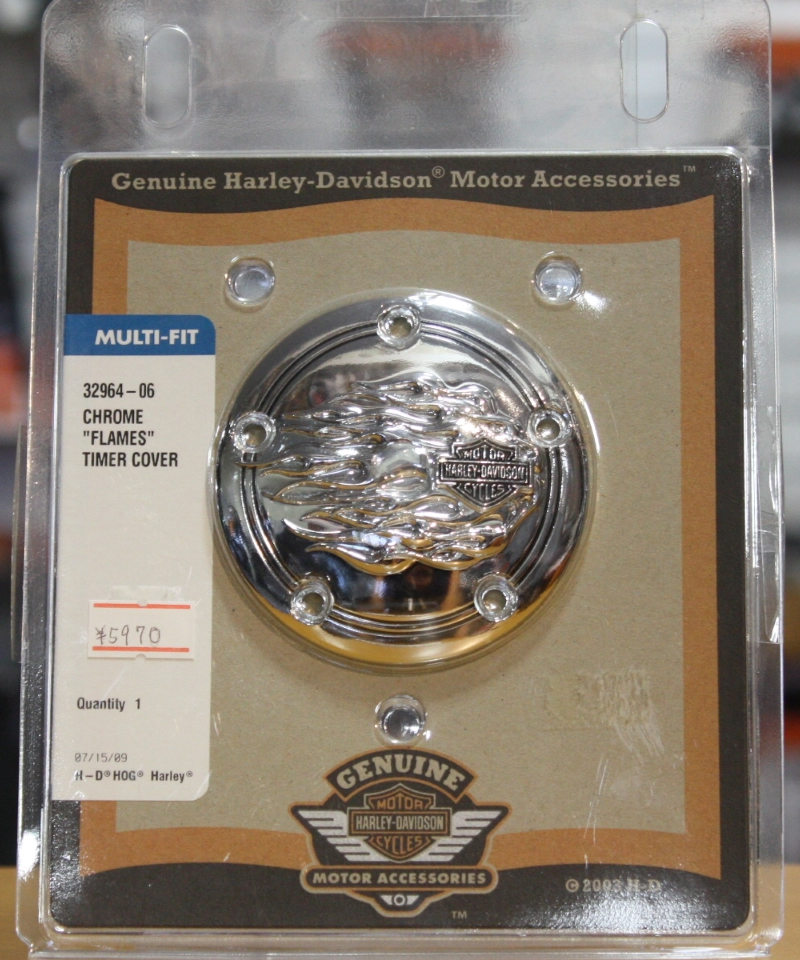 Genuine Harley-Davidson® Motor Accessories™
MULTI-FIT
32964-06
CHROME
"FLAMES"
TIMER COVER
MOTOR
HARLEY-DAVIDSON
CYCLES
¥5970
Quantity 1
07/15/09
H-D® HOG® Harley®
GENUINE
MOTOR
HARLEY-DAVIDSON
CYCLES
MOTOR ACCESSORIES
™
© 2003 H-D